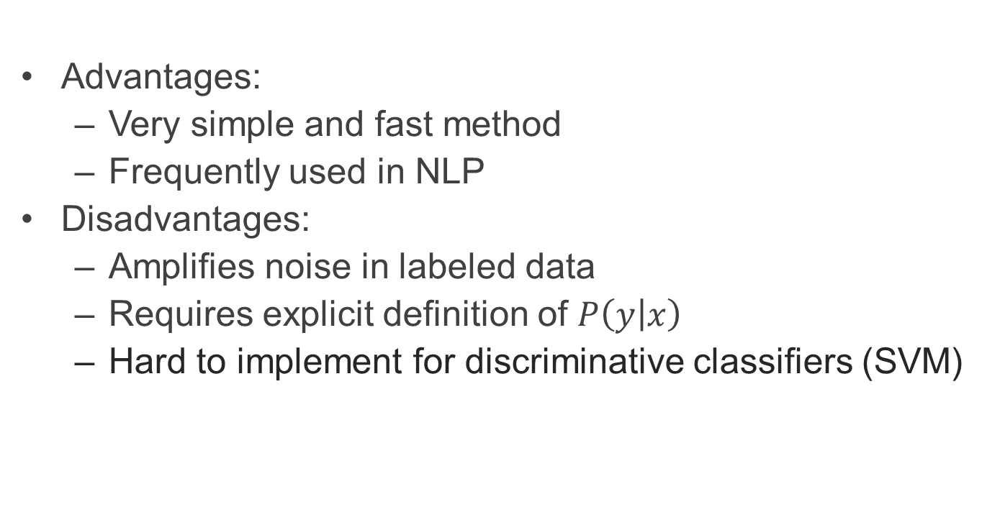 • Advantages:
– Very simple and fast method
– Frequently used in NLP
• Disadvantages:
– Amplifies noise in labeled data
– Requires explicit definition of 𝑃(𝑦|𝑥)
– Hard to implement for discriminative classifiers (SVM)